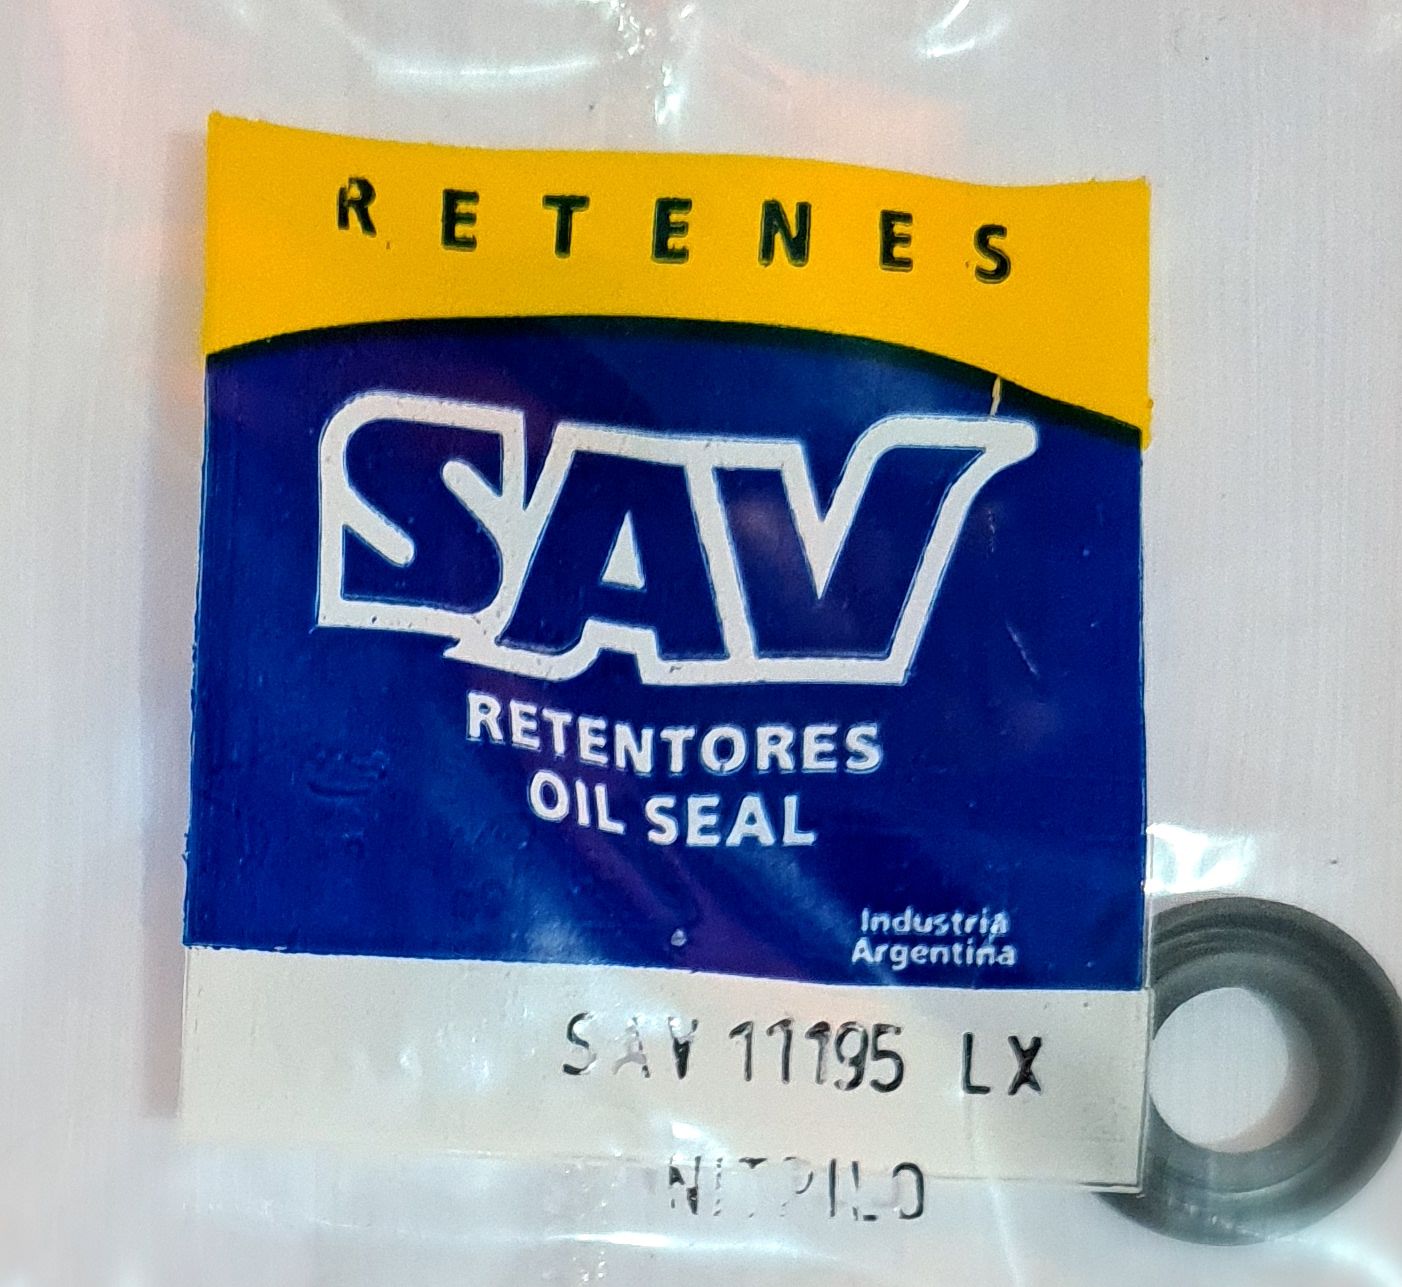 RETENES
SAV
RETENTORES
OIL SEAL
Industria
Argentina
SAV 11195 LX
NITRILO